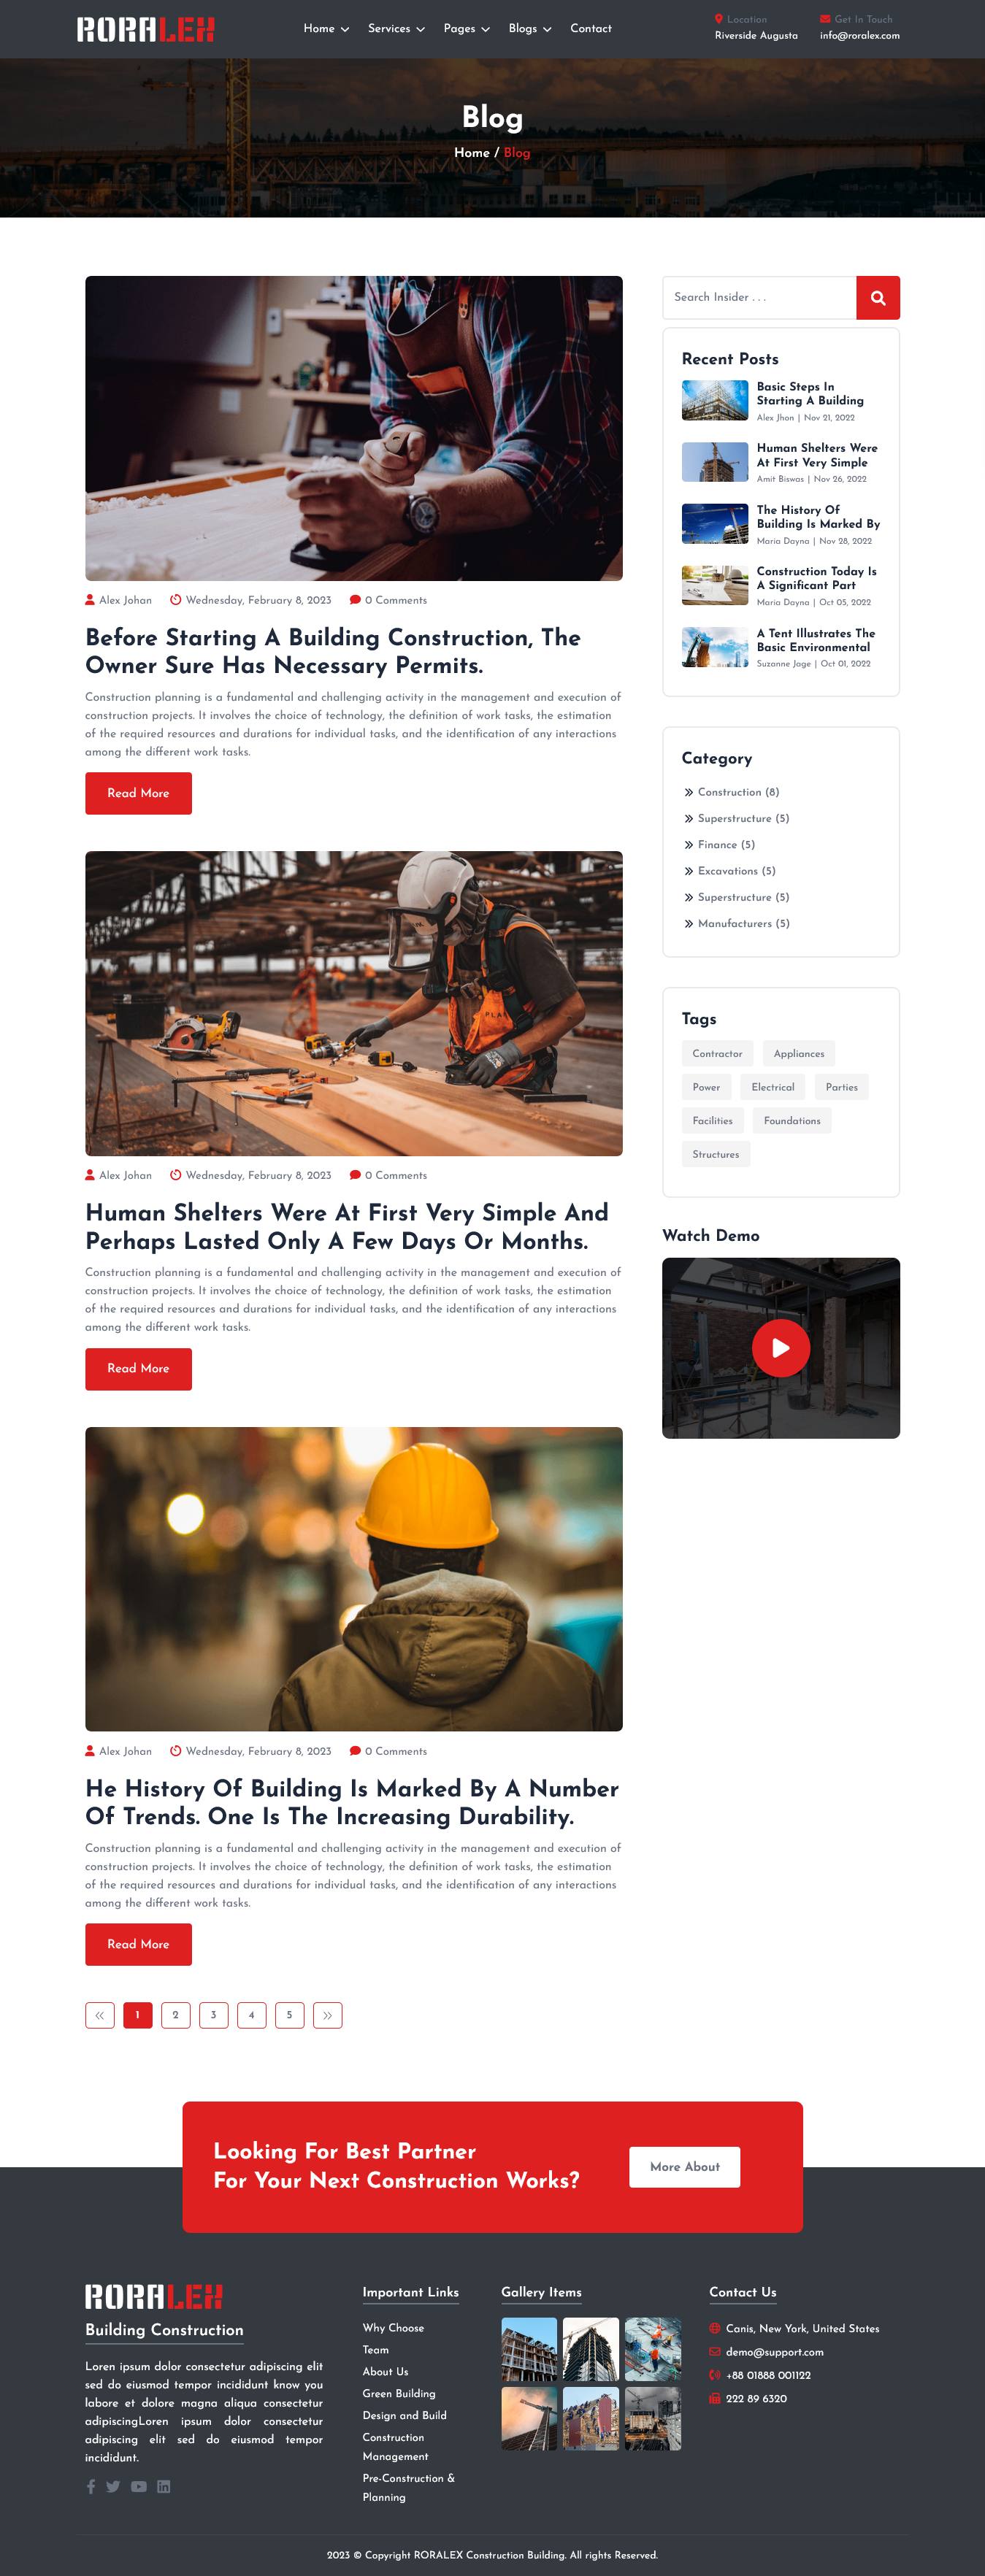 RORALEX
Home Services Pages Blogs Contact
Location
Riverside Augusta
Get In Touch
info@roralex.com
Blog
Home / Blog
Alex Johan Wednesday, February 8, 2023 0 Comments
Before Starting A Building Construction, The
Owner Sure Has Necessary Permits.
Construction planning is a fundamental and challenging activity in the management and execution of
construction projects. It involves the choice of technology, the definition of work tasks, the estimation
of the required resources and durations for individual tasks, and the identification of any interactions
among the different work tasks.
Read More
Alex Johan Wednesday, February 8, 2023 0 Comments
Human Shelters Were At First Very Simple And
Perhaps Lasted Only A Few Days Or Months.
Construction planning is a fundamental and challenging activity in the management and execution of
construction projects. It involves the choice of technology, the definition of work tasks, the estimation
of the required resources and durations for individual tasks, and the identification of any interactions
among the different work tasks.
Read More
Alex Johan Wednesday, February 8, 2023 0 Comments
He History Of Building Is Marked By A Number
Of Trends. One Is The Increasing Durability.
Construction planning is a fundamental and challenging activity in the management and execution of
construction projects. It involves the choice of technology, the definition of work tasks, the estimation
of the required resources and durations for individual tasks, and the identification of any interactions
among the different work tasks.
Read More
« 1 2 3 4 5 »
Search Insider . . .
Recent Posts
Basic Steps In
Starting A Building
Alex Jhon | Nov 21, 2022
Human Shelters Were
At First Very Simple
Amit Biswas | Nov 26, 2022
The History Of
Building Is Marked By
Maria Dayna | Nov 28, 2022
Construction Today Is
A Significant Part
Maria Dayna | Oct 05, 2022
A Tent Illustrates The
Basic Environmental
Suzanne Jage | Oct 01, 2022
Category
Construction (8)
Superstructure (5)
Finance (5)
Excavations (5)
Superstructure (5)
Manufacturers (5)
Tags
Contractor Appliances
Power Electrical Parties
Facilities Foundations
Structures
Watch Demo
Looking For Best Partner
For Your Next Construction Works?
More About
RORALEX
Building Construction
Loren ipsum dolor consectetur adipiscing elit
sed do eiusmod tempor incididunt know you
labore et dolore magna aliqua consectetur
adipiscingLoren ipsum dolor consectetur
adipiscing elit sed do eiusmod tempor
incididunt.
Important Links
Why Choose
Team
About Us
Green Building
Design and Build
Construction
Management
Pre-Construction &
Planning
Gallery Items
Contact Us
Canis, New York, United States
demo@support.com
+88 01888 001122
222 89 6320
2023 © Copyright RORALEX Construction Building. All rights Reserved.